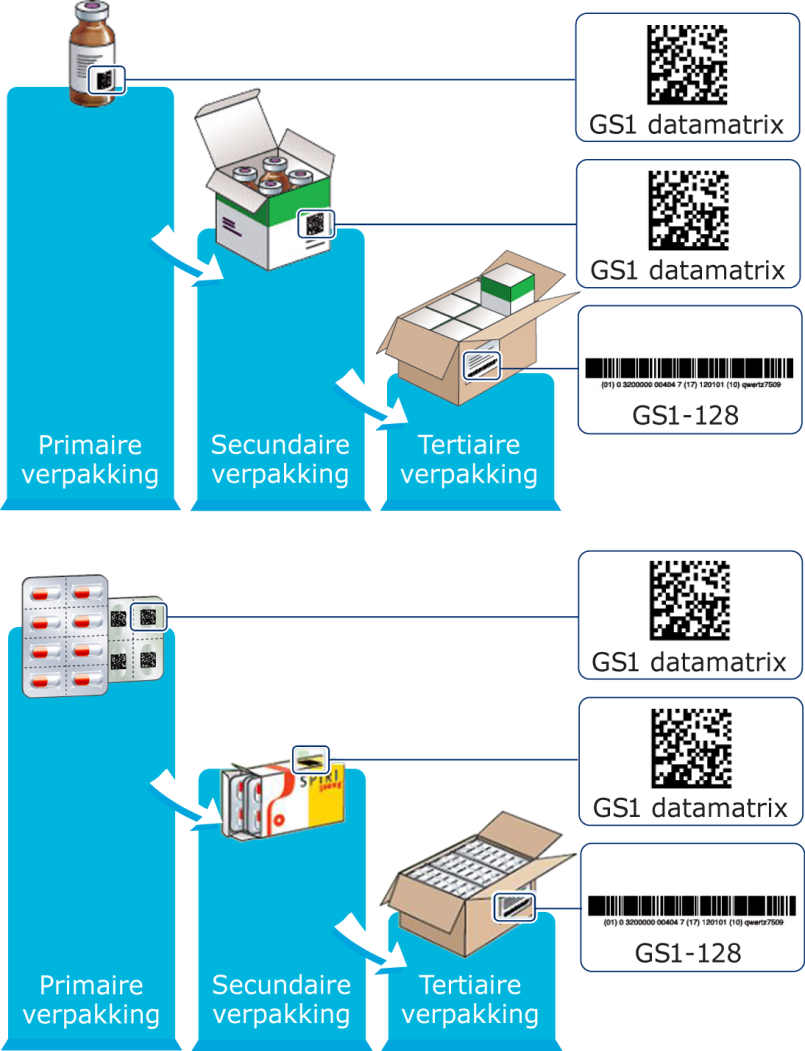 GS1 datamatrix
GS1 datamatrix
(01) 0 3200000 00404 7 (17) 120101 (10) qwertz7509
GS1-128
Primaire
verpakking
Secundaire
verpakking
Tertiaire
verpakking
GS1 datamatrix
SPIRI
young
GS1 datamatrix
(01) 0 3200000 00404 7 (17) 120101 (10) qwertz7509
GS1-128
Primaire
verpakking
Secundaire
verpakking
Tertiaire
verpakking